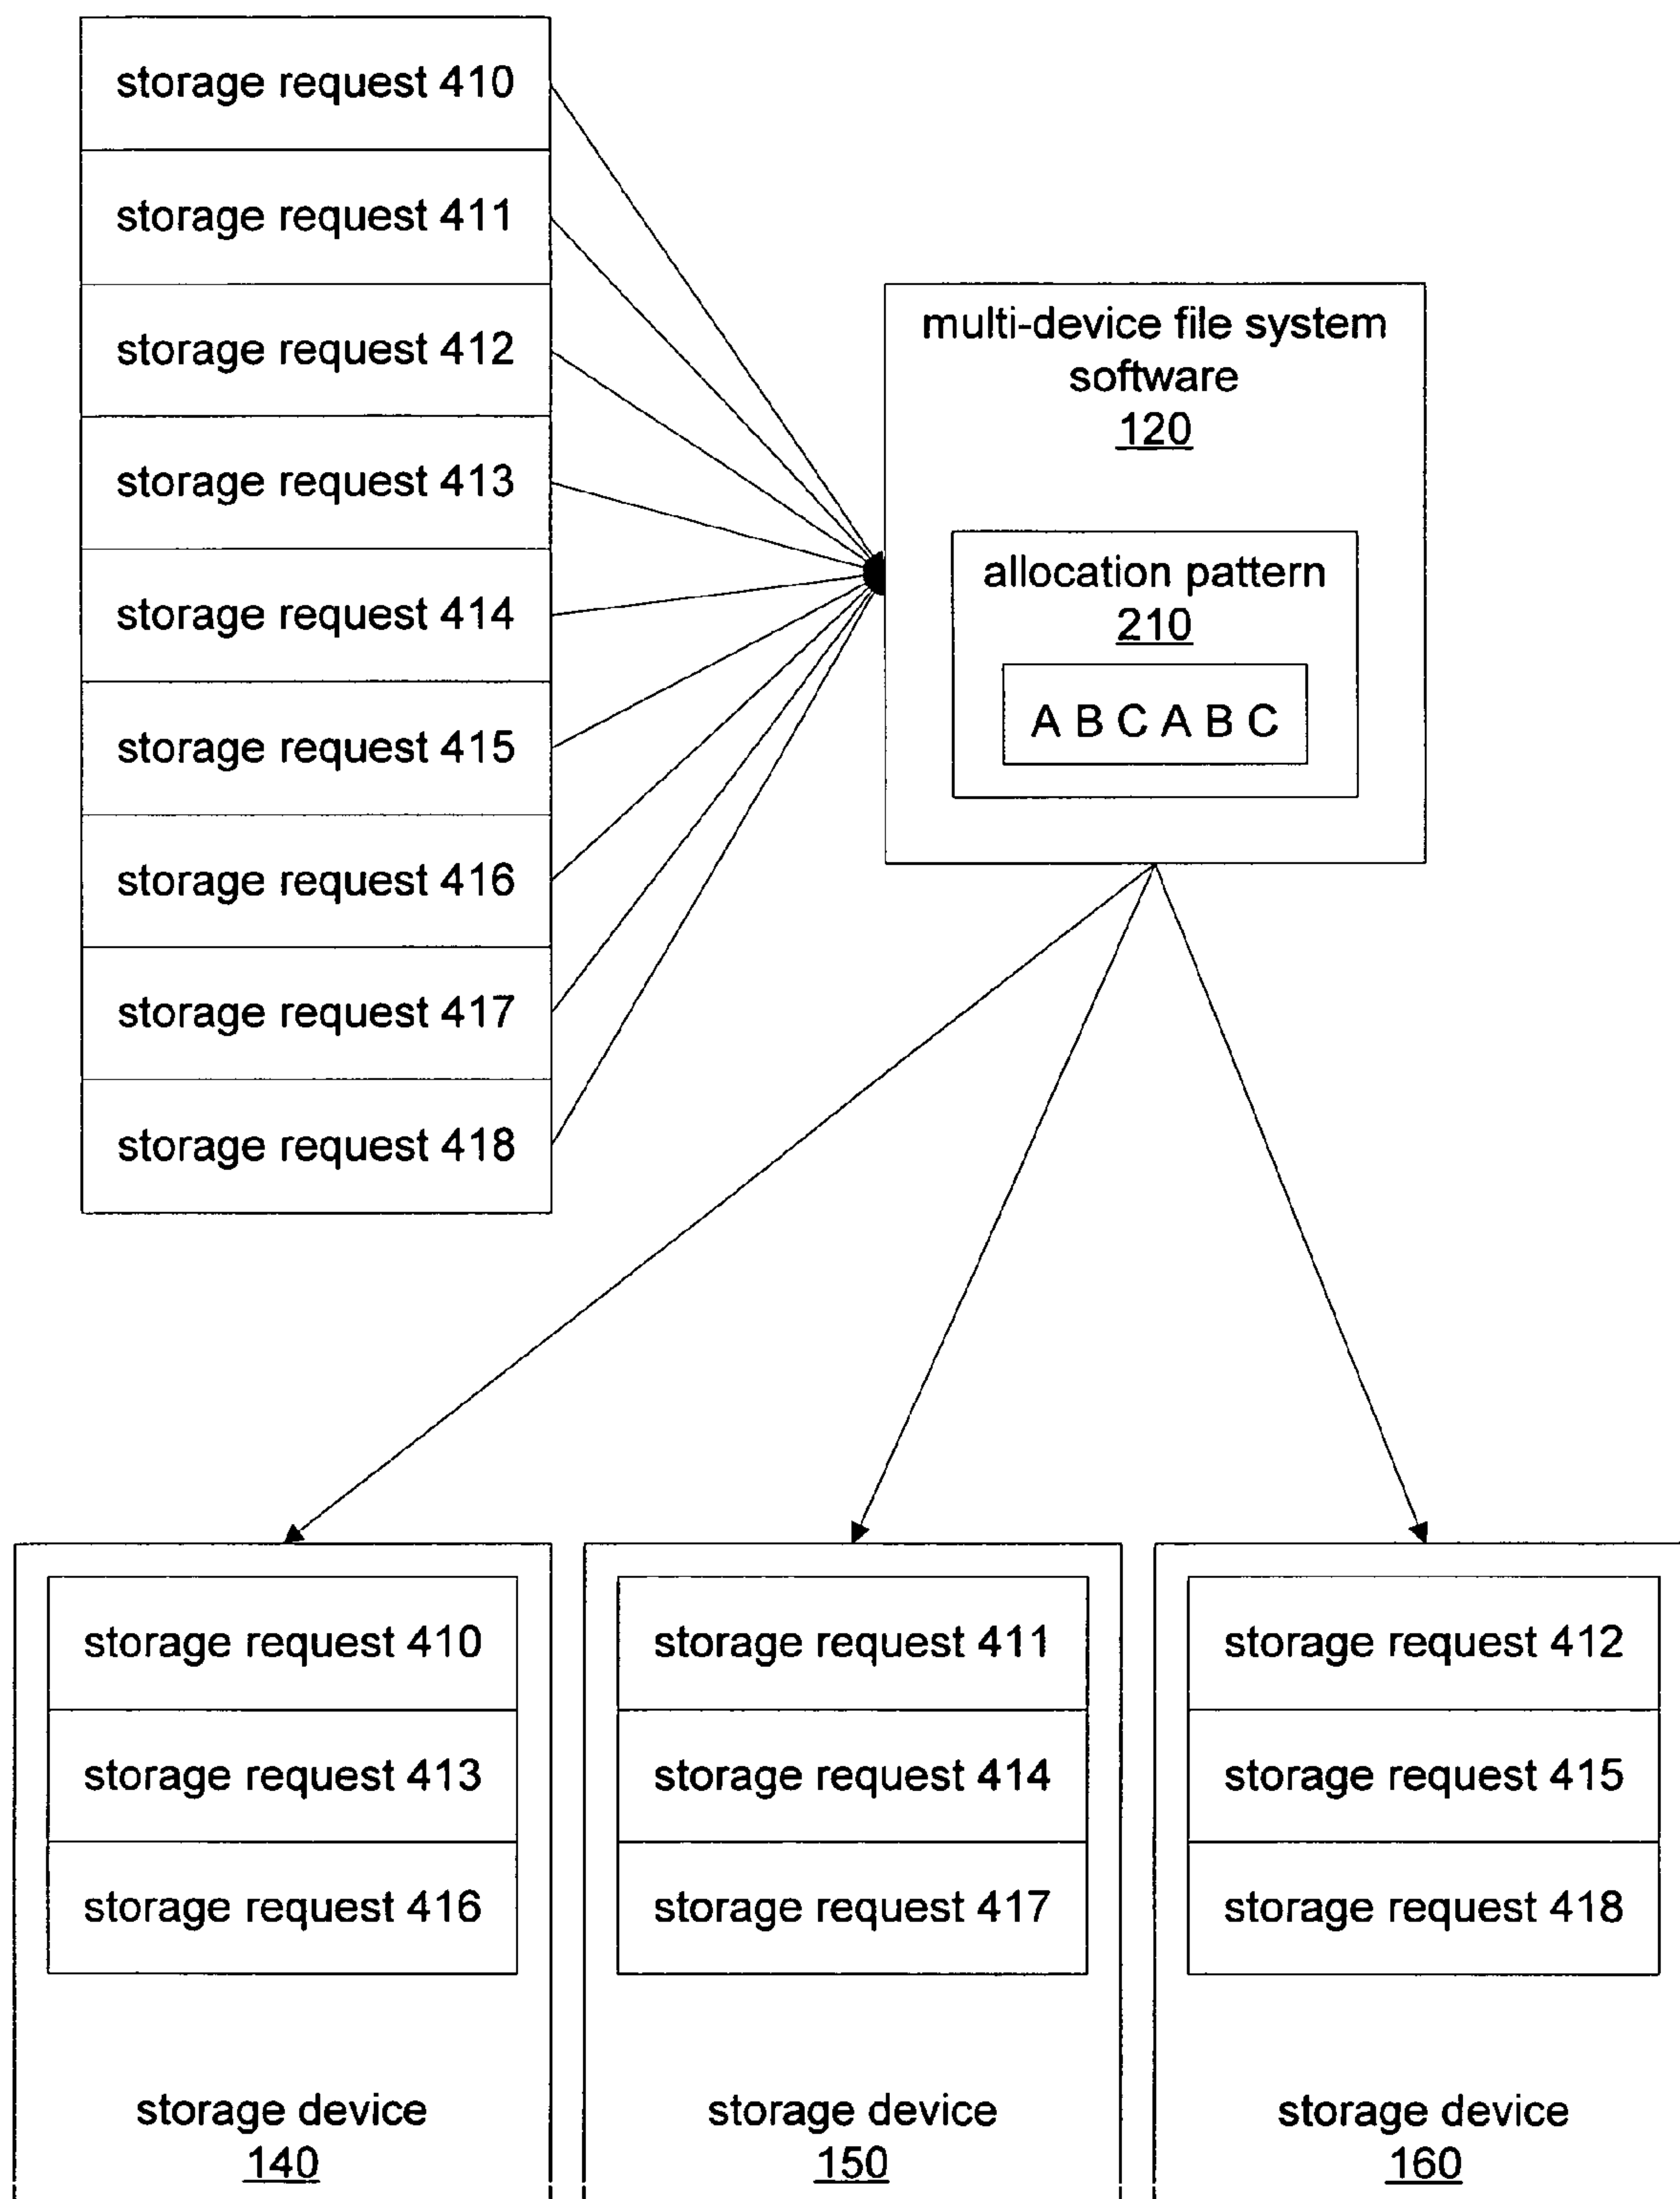 storage request 410
storage request 411
storage request 412
storage request 413
storage request 414
storage request 415
storage request 416
storage request 417
storage request 418
multi-device file system
software
120
allocation pattern
210
A B C A B C
storage request 410
storage request 413
storage request 416
storage device
140
storage request 411
storage request 414
storage request 417
storage device
150
storage request 412
storage request 415
storage request 418
storage device
160